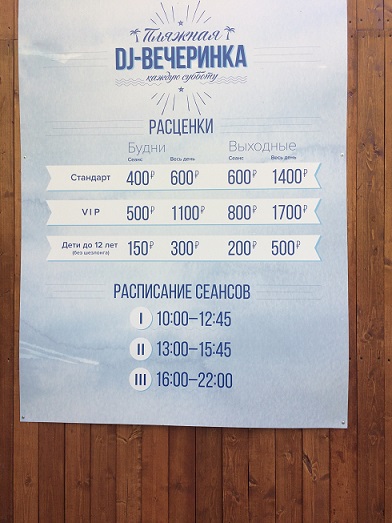 Пляжная
DJ-ВЕЧЕРИНКА
каждую субботу
РАСЦЕНКИ
Будни Выходные
Сеанс Весь день Сеанс Весь день
Стандарт 400₽ 600₽ 600₽ 1400₽
VIP 500₽ 1100₽ 800₽ 1700₽
Дети до 12 лет 150₽ 300₽ 200₽ 500₽
(без шезлонга)
РАСПИСАНИЕ СЕАНСОВ
I 10:00–12:45
II 13:00–15:45
III 16:00–22:00